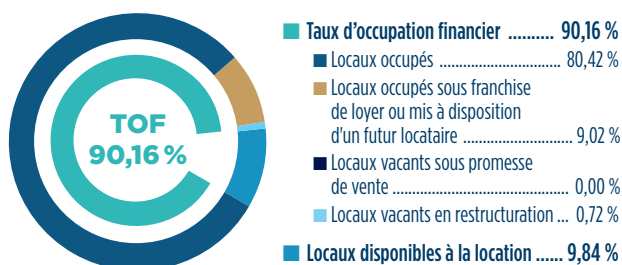 TOF
90,16 %
Taux d'occupation financier .......... 90,16 %
Locaux occupés ............................... 80,42 %
Locaux occupés sous franchise
de loyer ou mis à disposition
d'un futur locataire .................................. 9,02 %
Locaux vacants sous promesse
de vente ............................................. 0,00 %
Locaux vacants en restructuration ... 0,72 %
Locaux disponibles à la location ...... 9,84 %